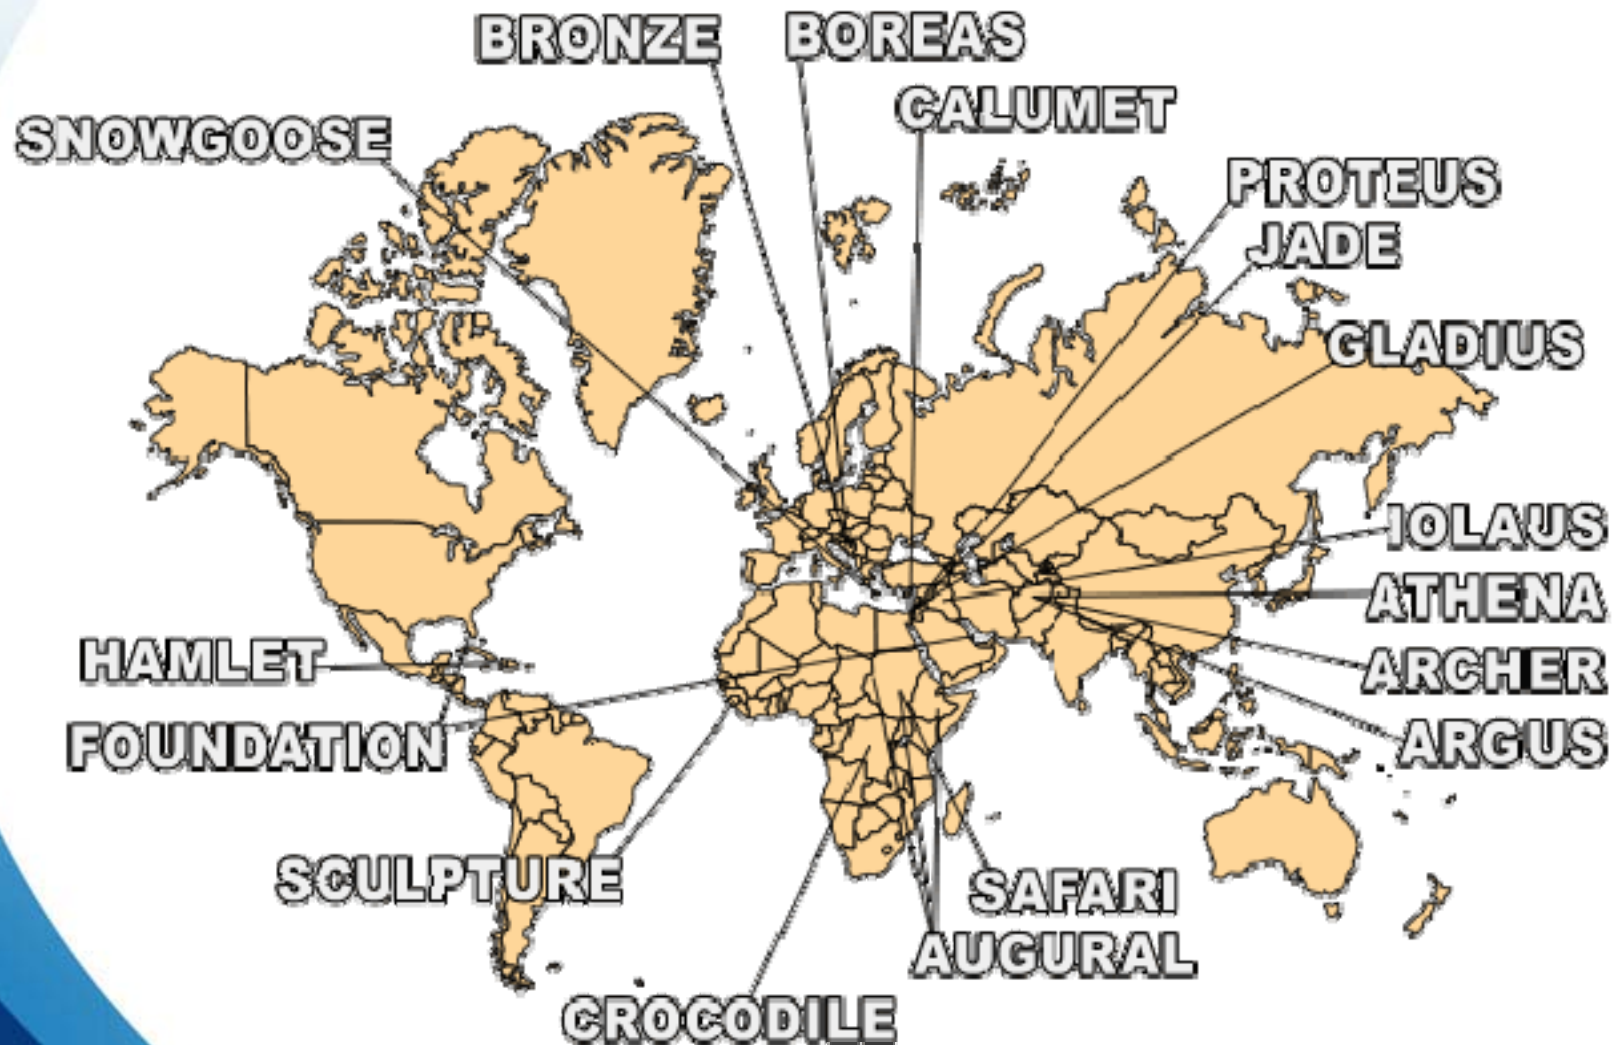 BRONZE
BOREAS
CALUMET
SNOWGOOSE
PROTEUS
JADE
GLADIUS
IOLAUS
ATHENA
HAMLET
ARCHER
FOUNDATION
ARGUS
SCULPTURE
SAFARI
AUGURAL
CROCODILE